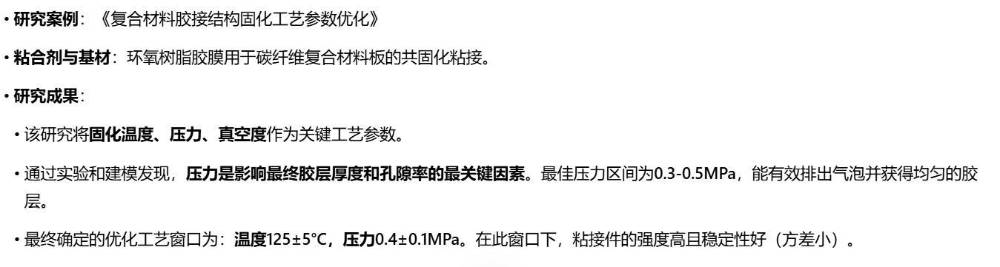 • 研究案例：《复合材料胶接结构固化工艺参数优化》
• 粘合剂与基材：环氧树脂胶膜用于碳纤维复合材料板的共固化粘接。
• 研究成果：
• 该研究将固化温度、压力、真空度作为关键工艺参数。
• 通过实验和建模发现，压力是影响最终胶层厚度和孔隙率的最关键因素。最佳压力区间为0.3-0.5MPa，能有效排出气泡并获得均匀的胶
层。
• 最终确定的优化工艺窗口为：温度125±5°C，压力0.4±0.1MPa。在此窗口下，粘接件的强度高且稳定性好（方差小）。